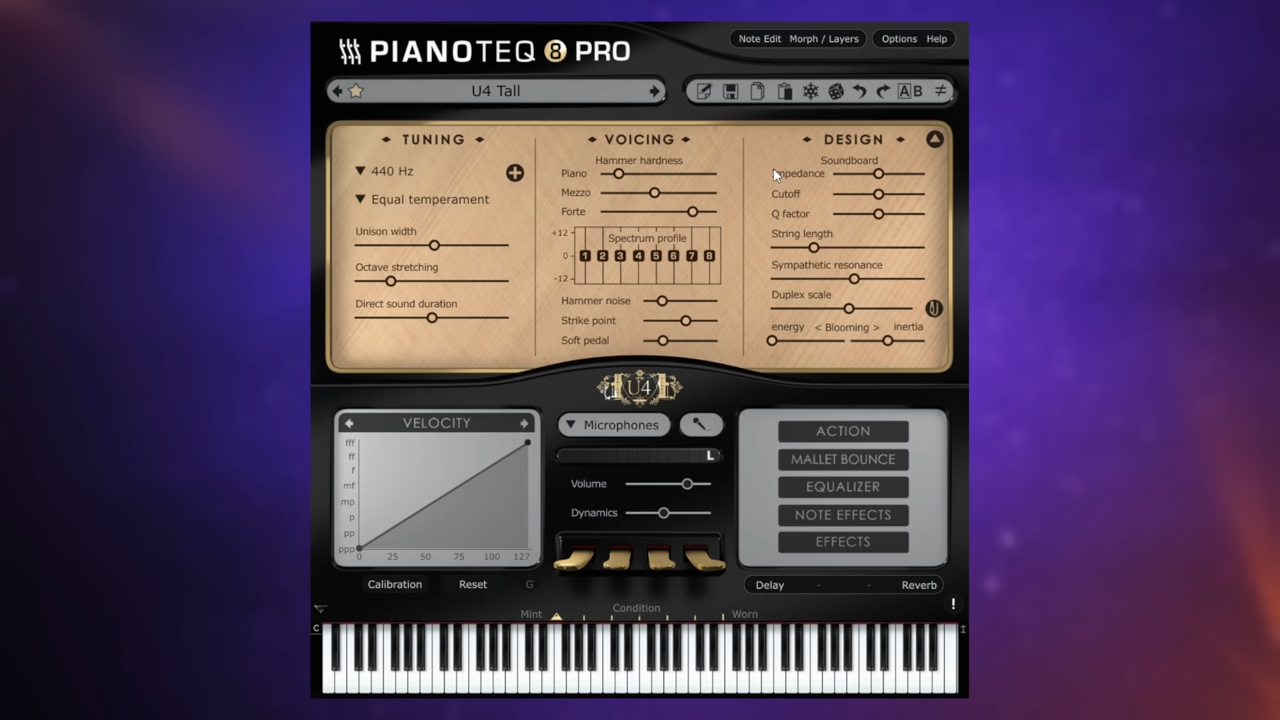 PIANOTEQ 8 PRO
Note Edit Morph / Layers
Options Help
U4 Tall
AB ≠
TUNING
440 Hz
Equal temperament
Unison width
Octave stretching
Direct sound duration
VOICING
Hammer hardness
Piano
Mezzo
Forte
+12
Spectrum profile
0 1 2 3 4 5 6 7 8
-12
Hammer noise
Strike point
Soft pedal
DESIGN
Soundboard
Impedance
Cutoff
Q factor
String length
Sympathetic resonance
Duplex scale
energy < Blooming > inertia
U4
VELOCITY
fff
ff
f
mf
mp
p
pp
ppp
0 25 50 75 100 127
Calibration Reset G
Microphones
L
Volume
Dynamics
ACTION
MALLET BOUNCE
EQUALIZER
NOTE EFFECTS
EFFECTS
Delay - - Reverb
!
Mint Condition Worn
C